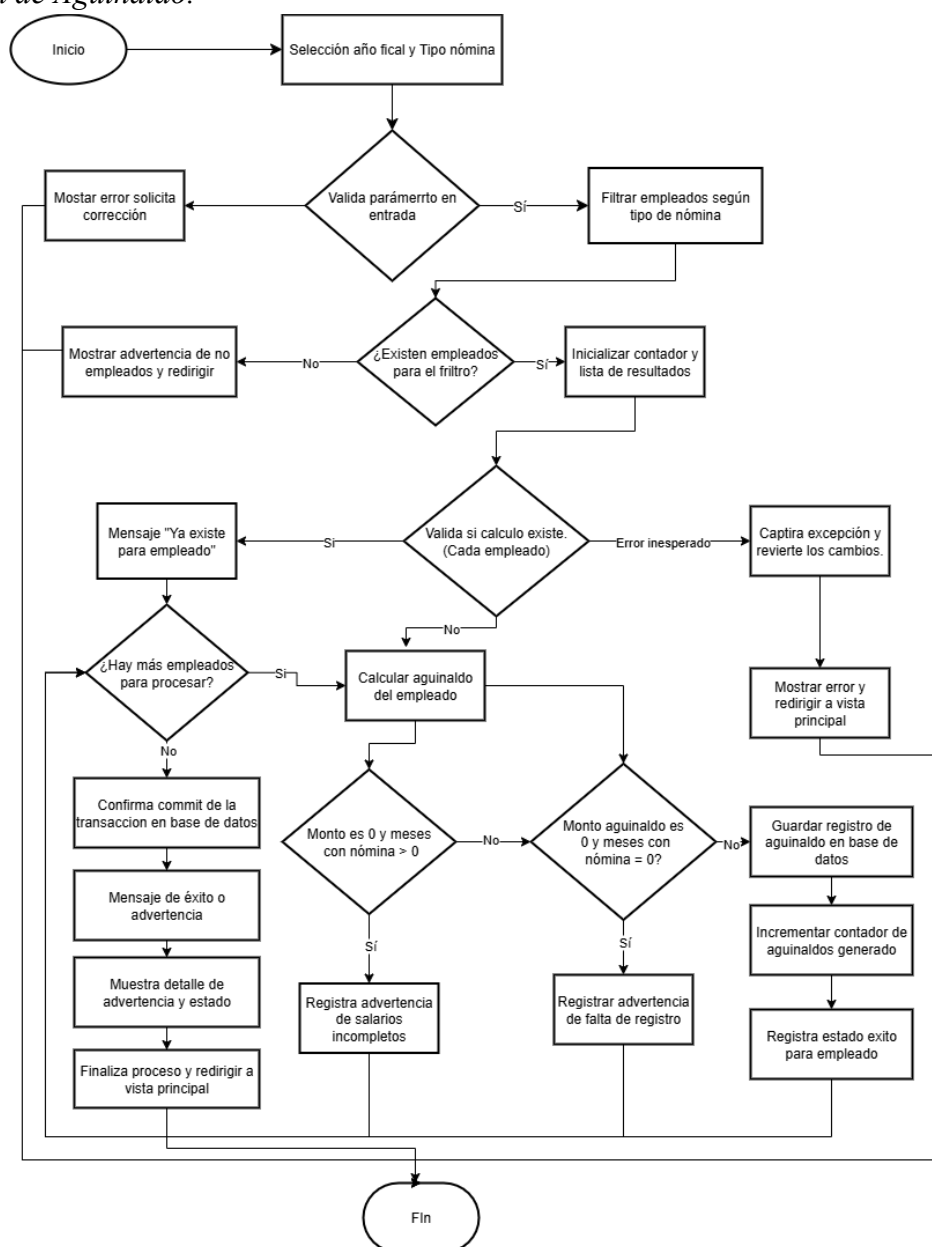 de Aguinaldo.
Inicio
Selección año fical y Tipo nómina
Valida parámerrto en
entrada
Mostar error solicita
corrección
Sí
Filtrar empleados según
tipo de nómina
Mostrar advertencia de no
empleados y redirigir
No
¿Existen empleados
para el friltro?
Sí
Inicializar contador y
lista de resultados
Mensaje "Ya existe
para empleado"
Si
Valida si calculo existe.
(Cada empleado)
Error inesperado
Captira excepción y
revierte los cambios.
No
¿Hay más empleados
para procesar?
Si
Calcular aguinaldo
del empleado
Mostrar error y
redirigir a vista
principal
No
Confirma commit de la
transaccion en base de datos
Monto es 0 y meses
con nómina > 0
No
Monto aguinaldo es
0 y meses con
nómina = 0?
No
Guardar registro de
aguinaldo en base de
datos
Mensaje de éxito o
advertencia
Incrementar contador de
aguinaldos generado
Sí
Sí
Muestra detalle de
advertencia y estado
Registra advertencia
de salarios
incompletos
Registrar advertencia
de falta de registro
Registra estado exito
para empleado
Finaliza proceso y redirigir a
vista principal
FIn